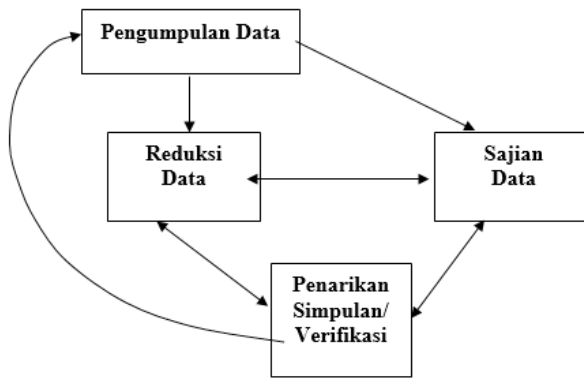 Pengumpulan Data
Reduksi
Data
Sajian
Data
Penarikan
Simpulan/
Verifikasi